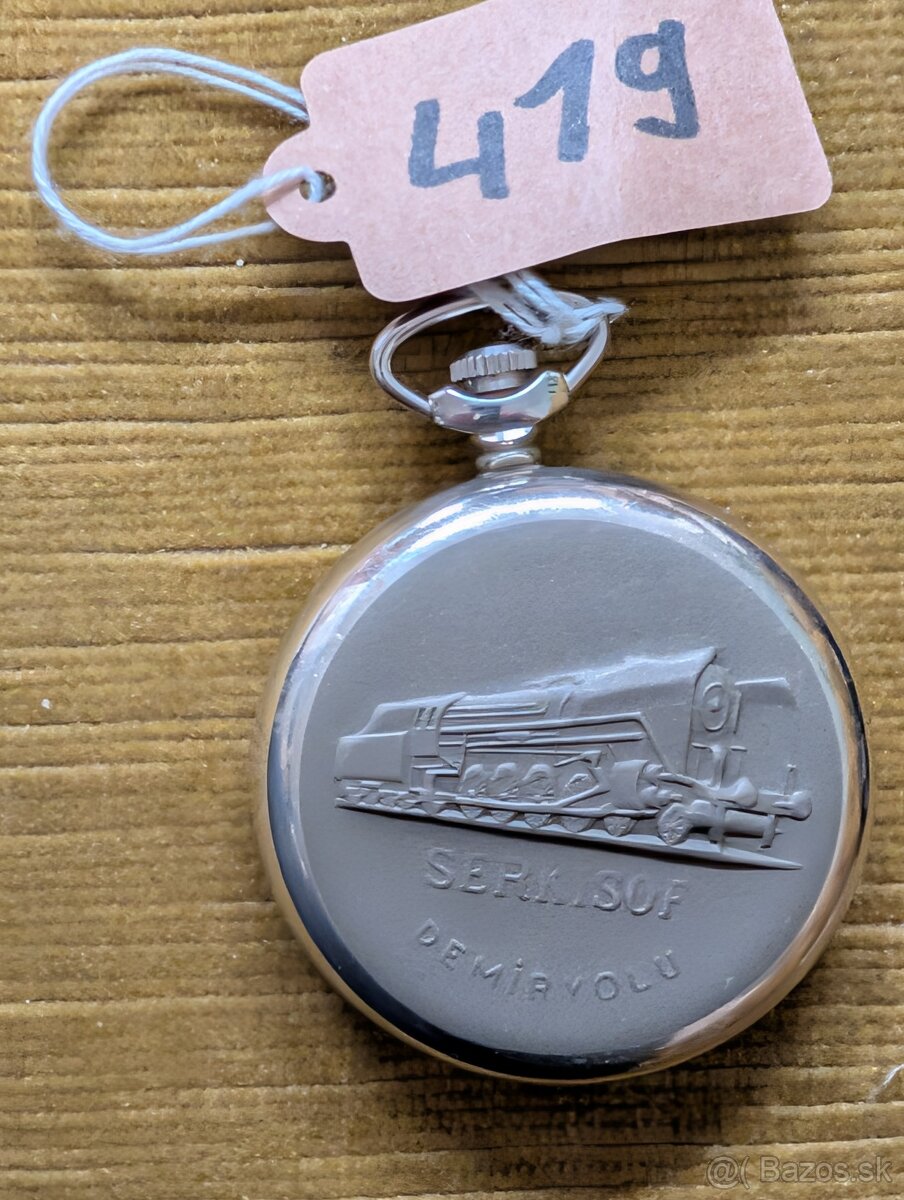 419
SERKISOF
DEMİRYOLU
@( Bazos.sk